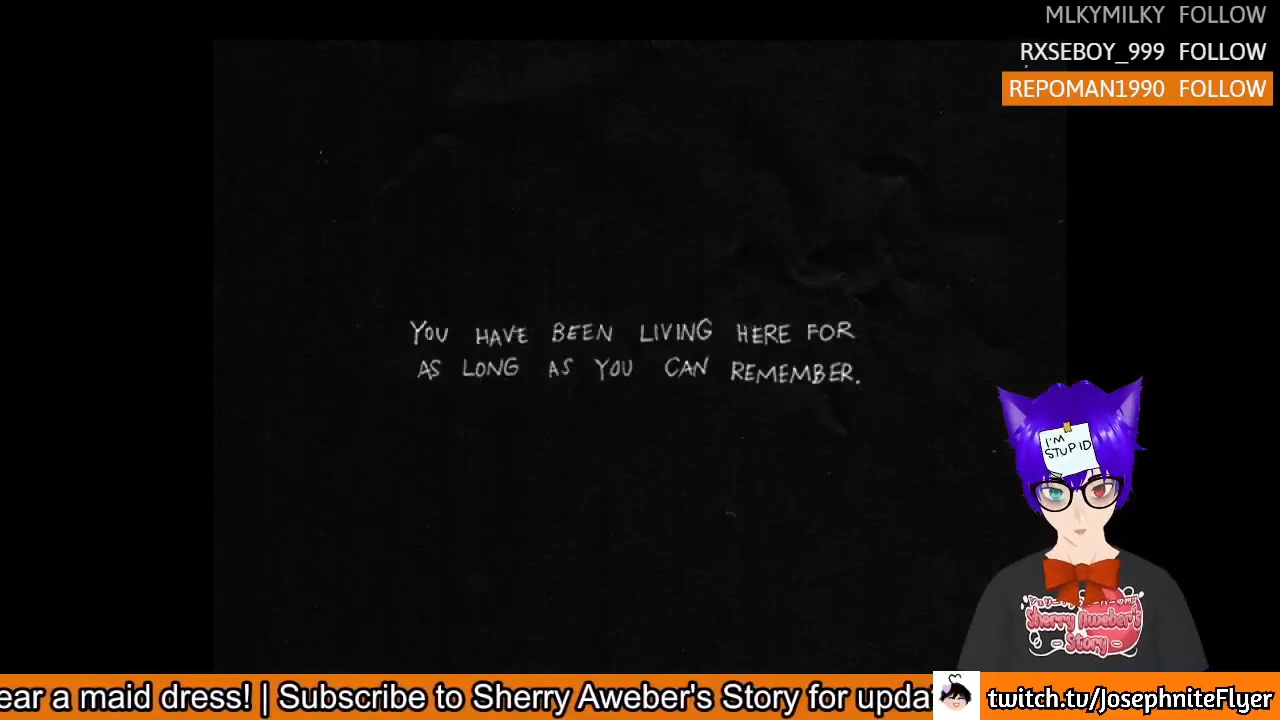 MLKYMILKY FOLLOW
RXSEBOY_999 FOLLOW
REPOMAN1990 FOLLOW
YOU HAVE BEEN LIVING HERE FOR
AS LONG AS YOU CAN REMEMBER.
I'M
STUPID
Sherry Aweber's
Story
ear a maid dress! | Subscribe to Sherry Aweber's Story for upda
twitch.tv/JosephniteFlyer